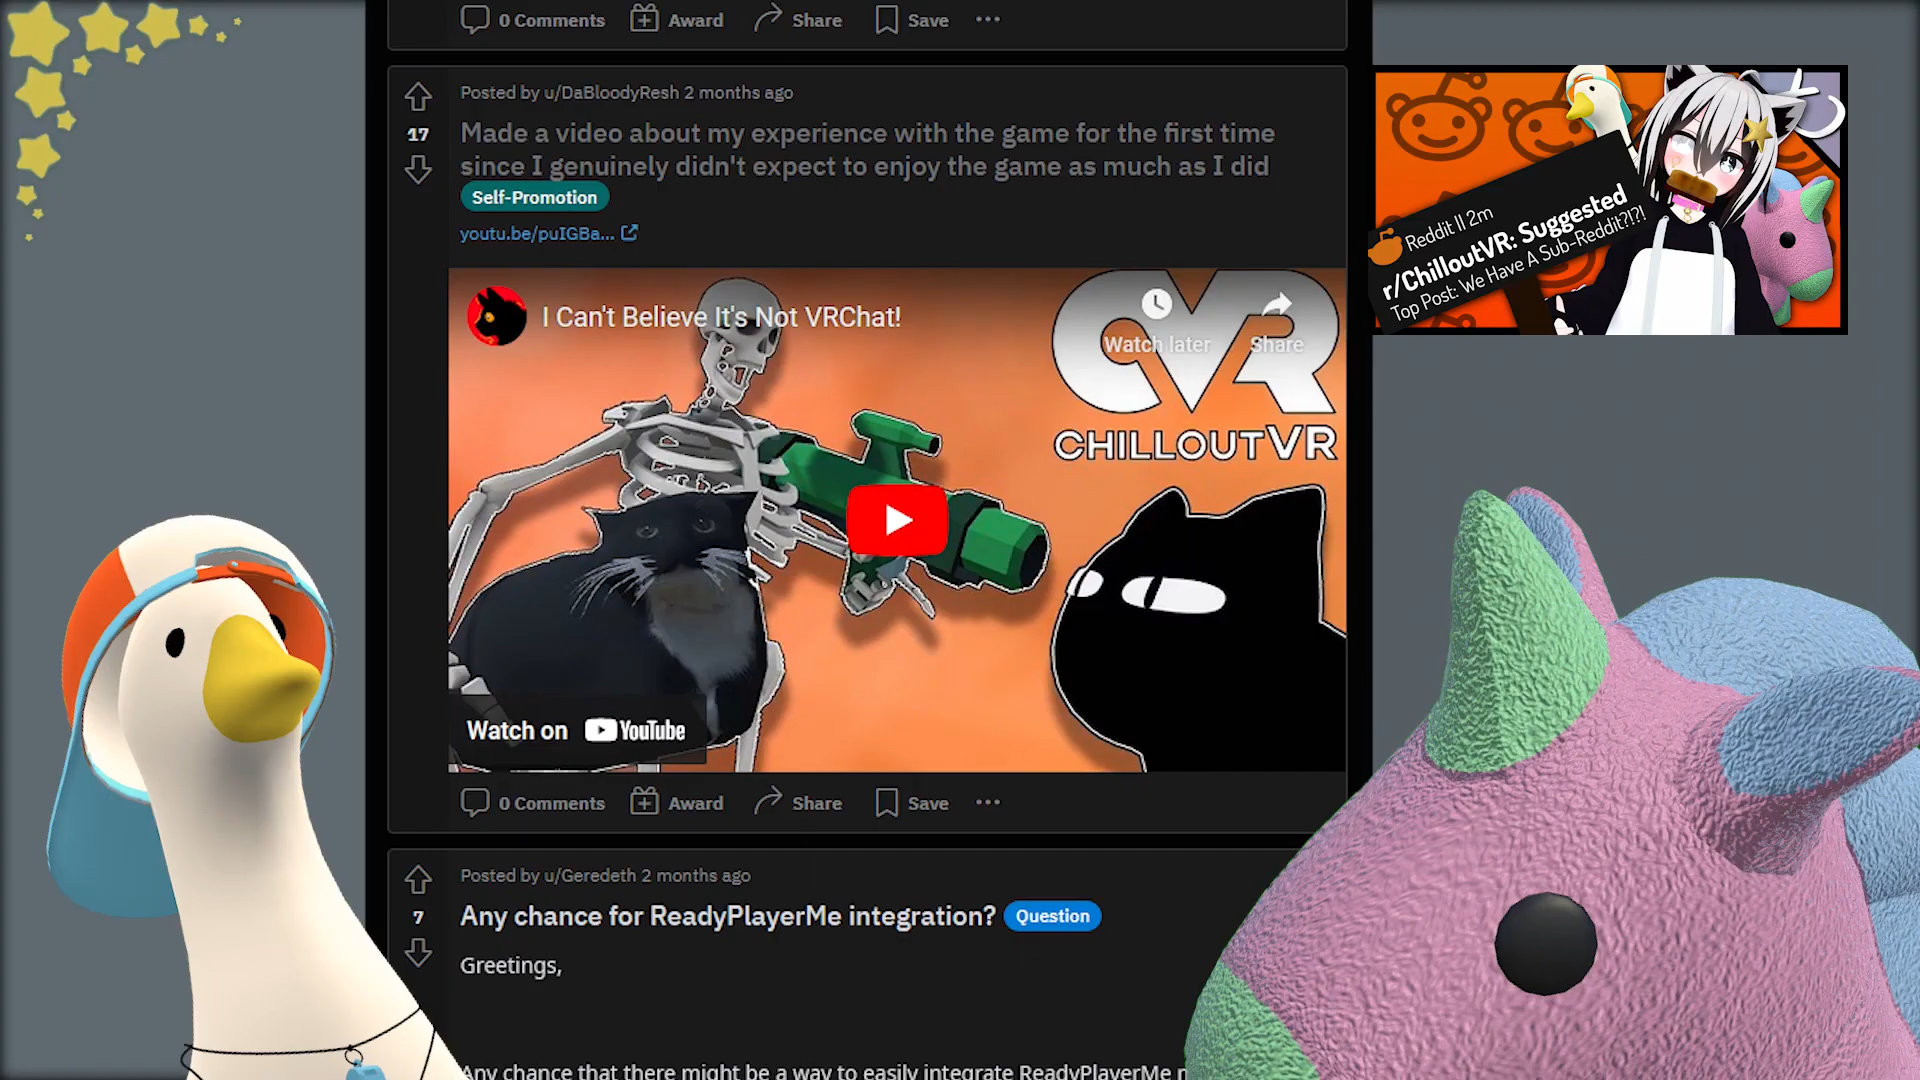 0 Comments Award Share Save
Posted by u/DaBloodyResh 2 months ago
17
Made a video about my experience with the game for the first time
since I genuinely didn't expect to enjoy the game as much as I did
Self-Promotion
youtu.be/puIGBa...
I Can't Believe It's Not VRChat!
Watch later Share
CVR
CHILLOUTVR
Watch on YouTube
0 Comments Award Share Save
Posted by u/Geredeth 2 months ago
7
Any chance for ReadyPlayerMe integration? Question
Greetings,
Any chance that there might be a way to easily integrate ReadyPlayerMe
Reddit || 2m
r/ChilloutVR: Suggested
Top Post: We Have A Sub-Reddit?!?!